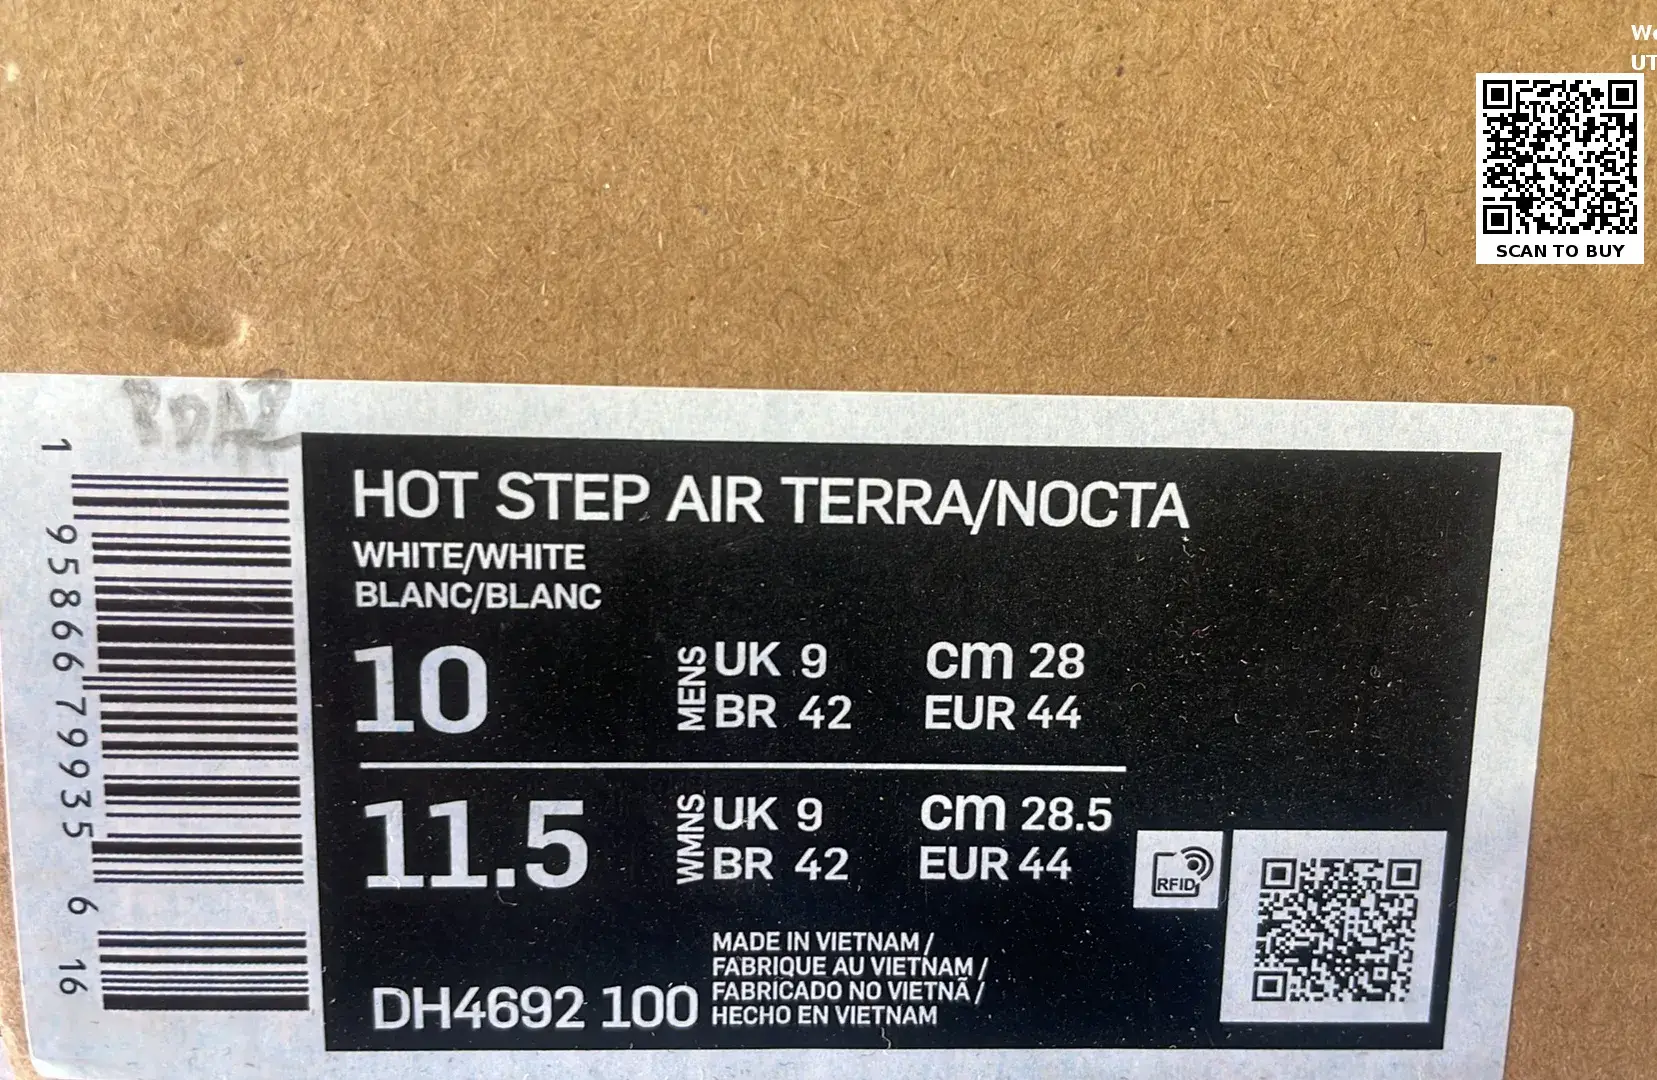 SCAN TO BUY
HOT STEP AIR TERRA/NOCTA
WHITE/WHITE
BLANC/BLANC
10
MENS
UK 9
cm 28
BR 42
EUR 44
11.5
WMNS
UK 9
cm 28.5
BR 42
EUR 44
RFID
DH4692 100
MADE IN VIETNAM /
FABRIQUE AU VIETNAM /
FABRICADO NO VIETNÃ /
HECHO EN VIETNAM
1 95866 79935 6 16